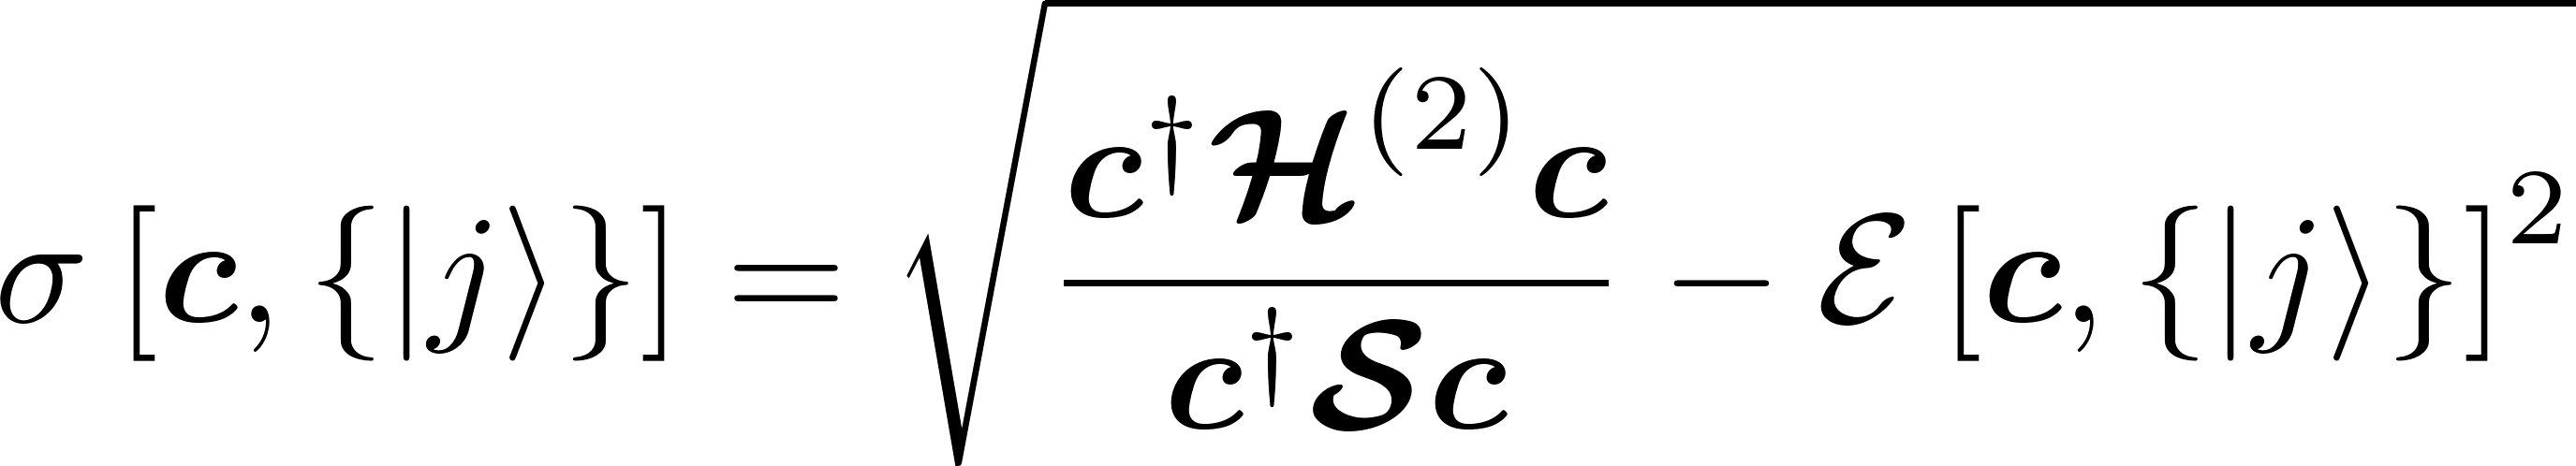 σ [c, {|j⟩}] = √(c†ℋ⁽²⁾c / c†𝓢c − ℰ [c, {|j⟩}]²)